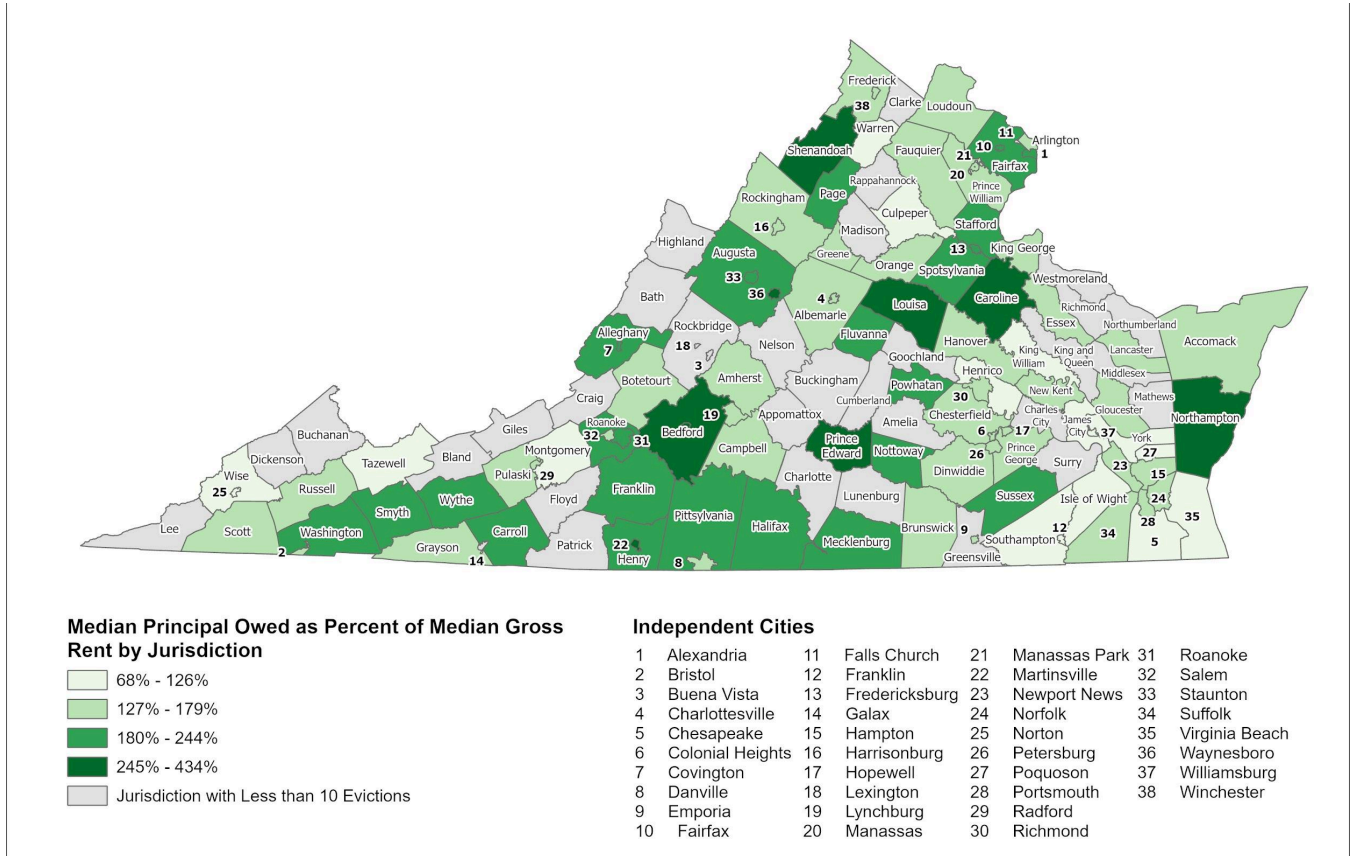 Frederick
38
Clarke
Loudoun
Warren
11
Arlington
Shenandoah
Fauquier
21
10
1
Fairfax
20
Rappahannock
Page
Prince
William
Rockingham
Culpeper
16
Madison
Stafford
Highland
13
King George
Augusta
Greene
Orange
Spotsylvania
33
Westmoreland
36
Bath
4
Louisa
Caroline
Richmond
Albemarle
Essex
Northumberland
Rockbridge
Alleghany
Fluvanna
Hanover
Accomack
18
Nelson
7
King
William
King and
Queen
Lancaster
3
Goochland
Henrico
Middlesex
Botetourt
Amherst
Buckingham
Powhatan
New Kent
Craig
Cumberland
30
Mathews
Charles
City
Gloucester
19
Appomattox
Amelia
Chesterfield
James
City
Northampton
Roanoke
32
31
Bedford
Prince
Edward
6
17
37
York
Giles
Buchanan
Campbell
Nottoway
Prince
George
27
Montgomery
26
Bland
Dickenson
Tazewell
Surry
23
Dinwiddie
Wise
Pulaski
29
Charlotte
15
25
Russell
Franklin
Lunenburg
Sussex
Isle of Wight
24
Wythe
Floyd
Smyth
Pittsylvania
35
28
Lee
Scott
Washington
Carroll
Halifax
Brunswick
9
12
34
Southampton
5
Grayson
Patrick
22
Mecklenburg
2
14
Henry
8
Greensville
Median Principal Owed as Percent of Median Gross
Rent by Jurisdiction
68% - 126%
127% - 179%
180% - 244%
245% - 434%
Jurisdiction with Less than 10 Evictions
Independent Cities
1 Alexandria 11 Falls Church 21 Manassas Park 31 Roanoke
2 Bristol 12 Franklin 22 Martinsville 32 Salem
3 Buena Vista 13 Fredericksburg 23 Newport News 33 Staunton
4 Charlottesville 14 Galax 24 Norfolk 34 Suffolk
5 Chesapeake 15 Hampton 25 Norton 35 Virginia Beach
6 Colonial Heights 16 Harrisonburg 26 Petersburg 36 Waynesboro
7 Covington 17 Hopewell 27 Poquoson 37 Williamsburg
8 Danville 18 Lexington 28 Portsmouth 38 Winchester
9 Emporia 19 Lynchburg 29 Radford
10 Fairfax 20 Manassas 30 Richmond